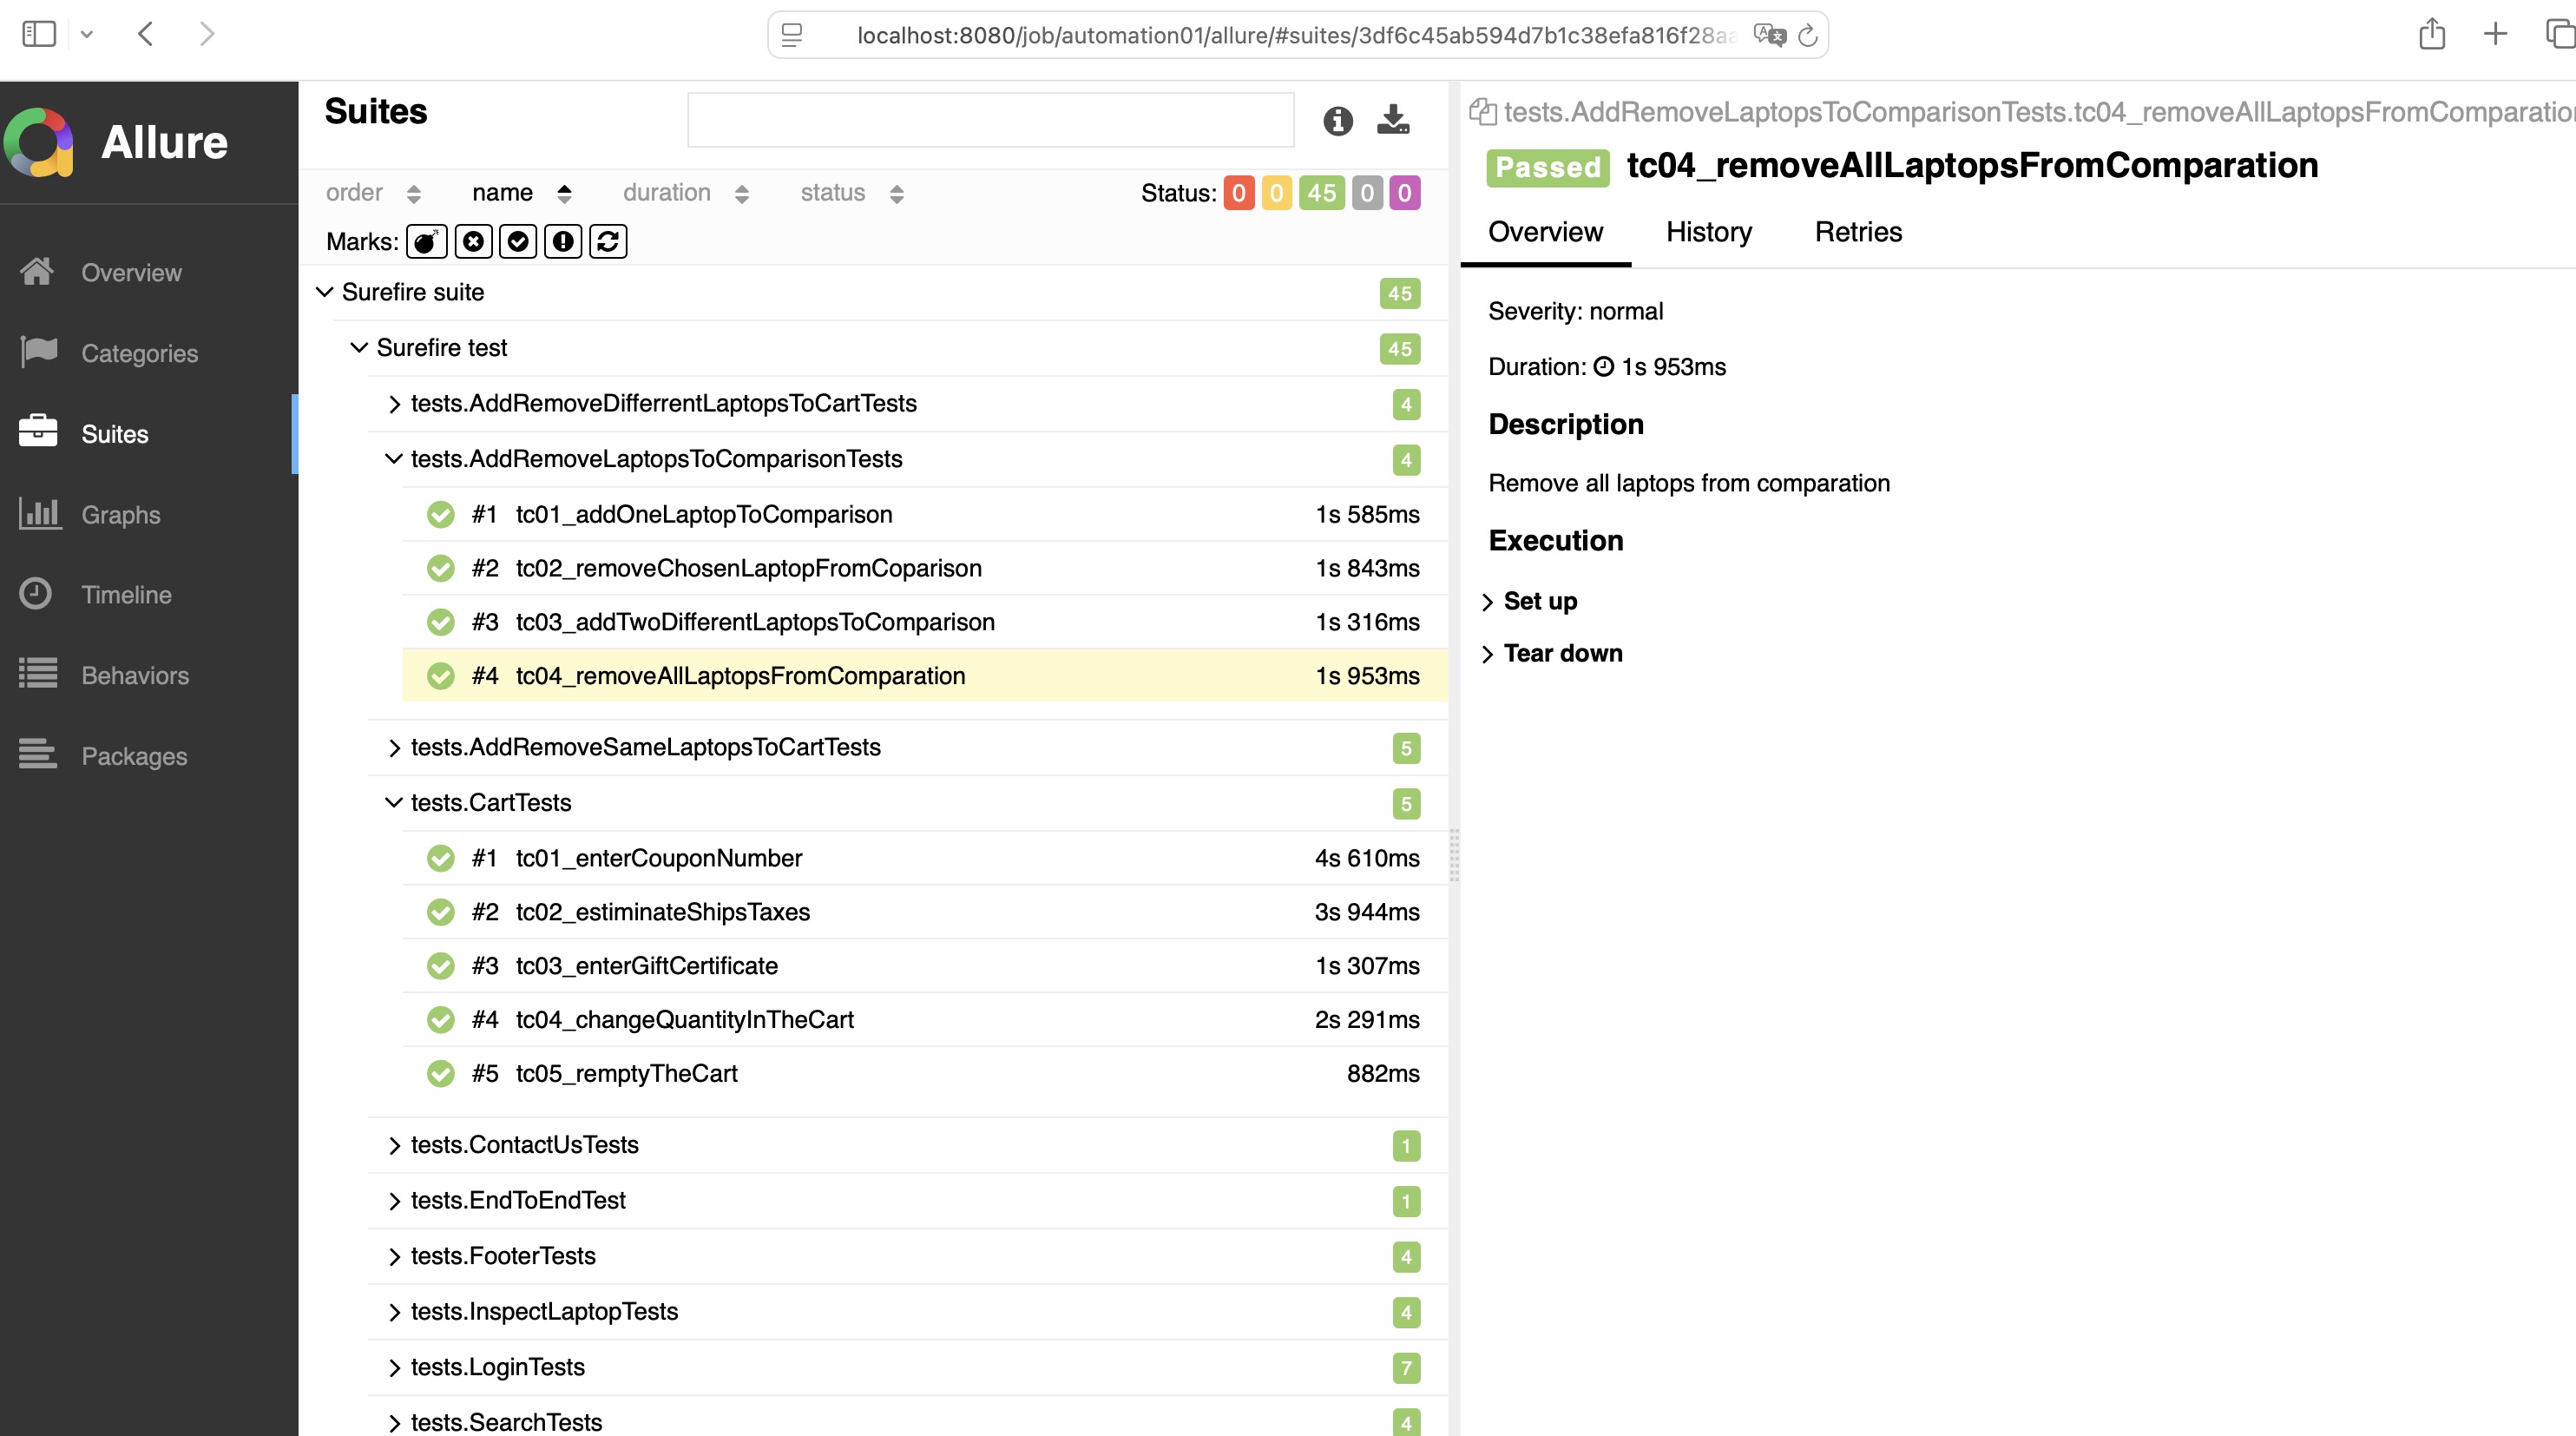 localhost:8080/job/automation01/allure/#suites/3df6c45ab594d7b1c38efa816f28aa
Allure
Overview
Categories
Suites
Graphs
Timeline
Behaviors
Packages
Suites
order name duration status Status: 0 0 45 0 0
Marks:
Surefire suite 45
Surefire test 45
tests.AddRemoveDifferrentLaptopsToCartTests 4
tests.AddRemoveLaptopsToComparisonTests 4
#1 tc01_addOneLaptopToComparison 1s 585ms
#2 tc02_removeChosenLaptopFromCoparison 1s 843ms
#3 tc03_addTwoDifferentLaptopsToComparison 1s 316ms
#4 tc04_removeAllLaptopsFromComparation 1s 953ms
tests.AddRemoveSameLaptopsToCartTests 5
tests.CartTests 5
#1 tc01_enterCouponNumber 4s 610ms
#2 tc02_estiminateShipsTaxes 3s 944ms
#3 tc03_enterGiftCertificate 1s 307ms
#4 tc04_changeQuantityInTheCart 2s 291ms
#5 tc05_remptyTheCart 882ms
tests.ContactUsTests 1
tests.EndToEndTest 1
tests.FooterTests 4
tests.InspectLaptopTests 4
tests.LoginTests 7
tests.SearchTests 4
tests.AddRemoveLaptopsToComparisonTests.tc04_removeAllLaptopsFromComparatio
Passed tc04_removeAllLaptopsFromComparation
Overview History Retries
Severity: normal
Duration: 1s 953ms
Description
Remove all laptops from comparation
Execution
Set up
Tear down